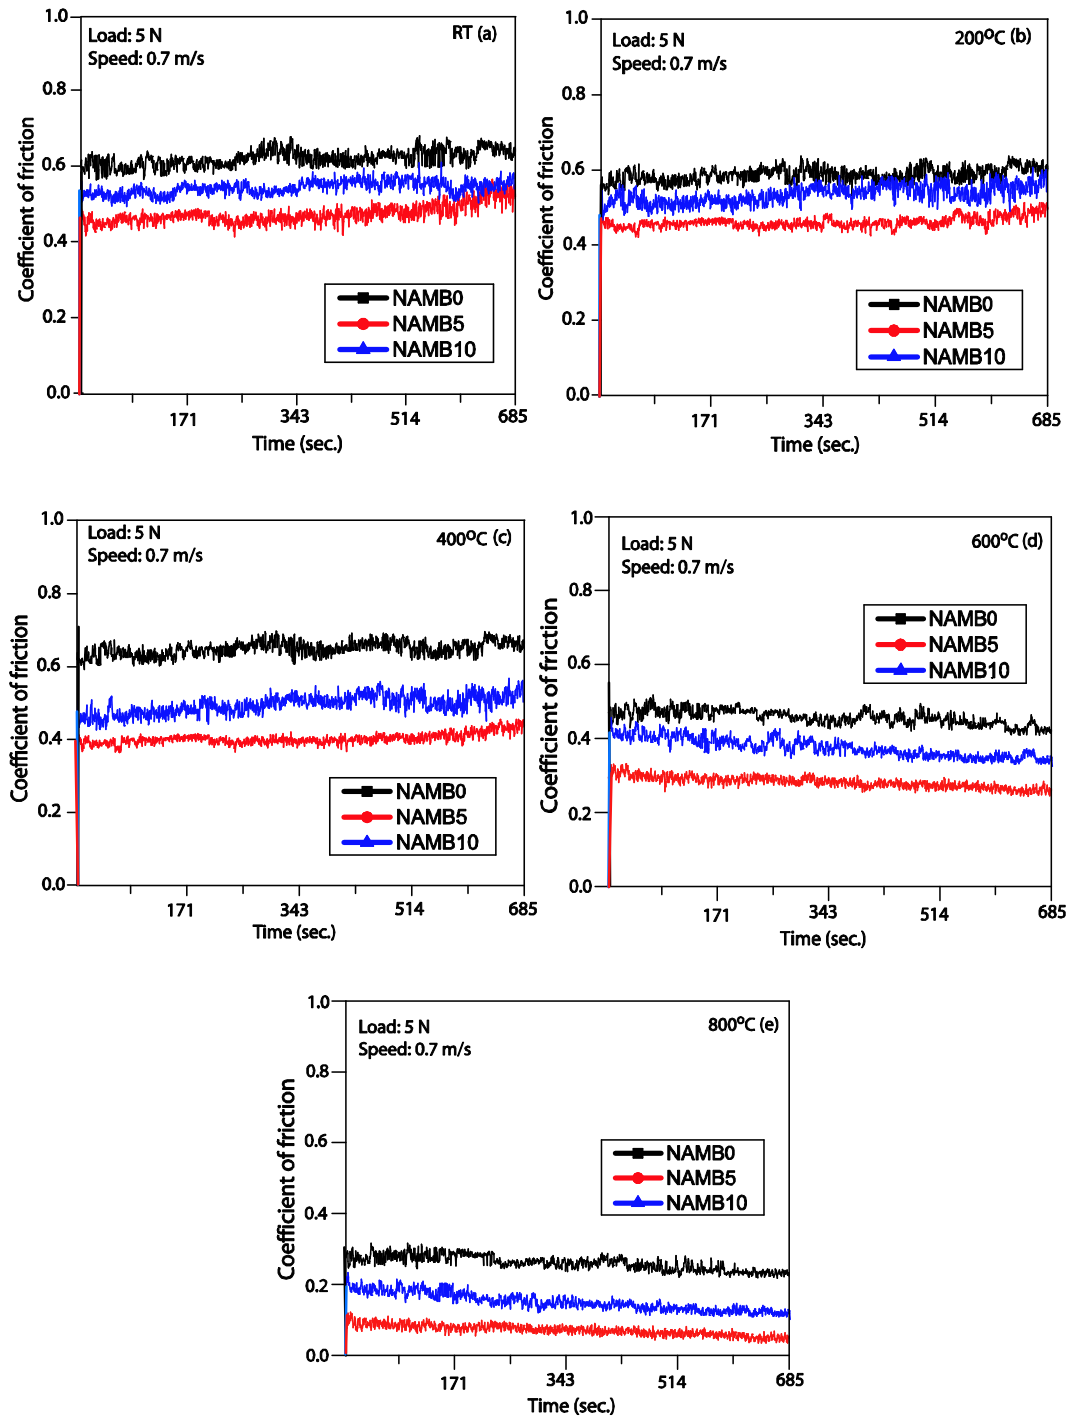 1.0
Load: 5 N
RT (a)
Speed: 0.7 m/s
0.8
0.6
0.4
0.2
0.0
Coefficient of friction
NAMB0
NAMB5
NAMB10
171
343
514
685
Time (sec.)
1.0
Load: 5 N
200°C (b)
Speed: 0.7 m/s
0.8
0.6
0.4
0.2
0.0
Coefficient of friction
NAMB0
NAMB5
NAMB10
171
343
514
685
Time (sec.)
1.0
Load: 5 N
400°C (c)
Speed: 0.7 m/s
0.8
0.6
0.4
0.2
0.0
Coefficient of friction
NAMB0
NAMB5
NAMB10
171
343
514
685
Time (sec.)
1.0
Load: 5 N
600°C (d)
Speed: 0.7 m/s
0.8
0.6
0.4
0.2
0.0
Coefficient of friction
NAMB0
NAMB5
NAMB10
171
343
514
685
Time (sec.)
1.0
Load: 5 N
800°C (e)
Speed: 0.7 m/s
0.8
0.6
0.4
0.2
0.0
Coefficient of friction
NAMB0
NAMB5
NAMB10
171
343
514
685
Time (sec.)